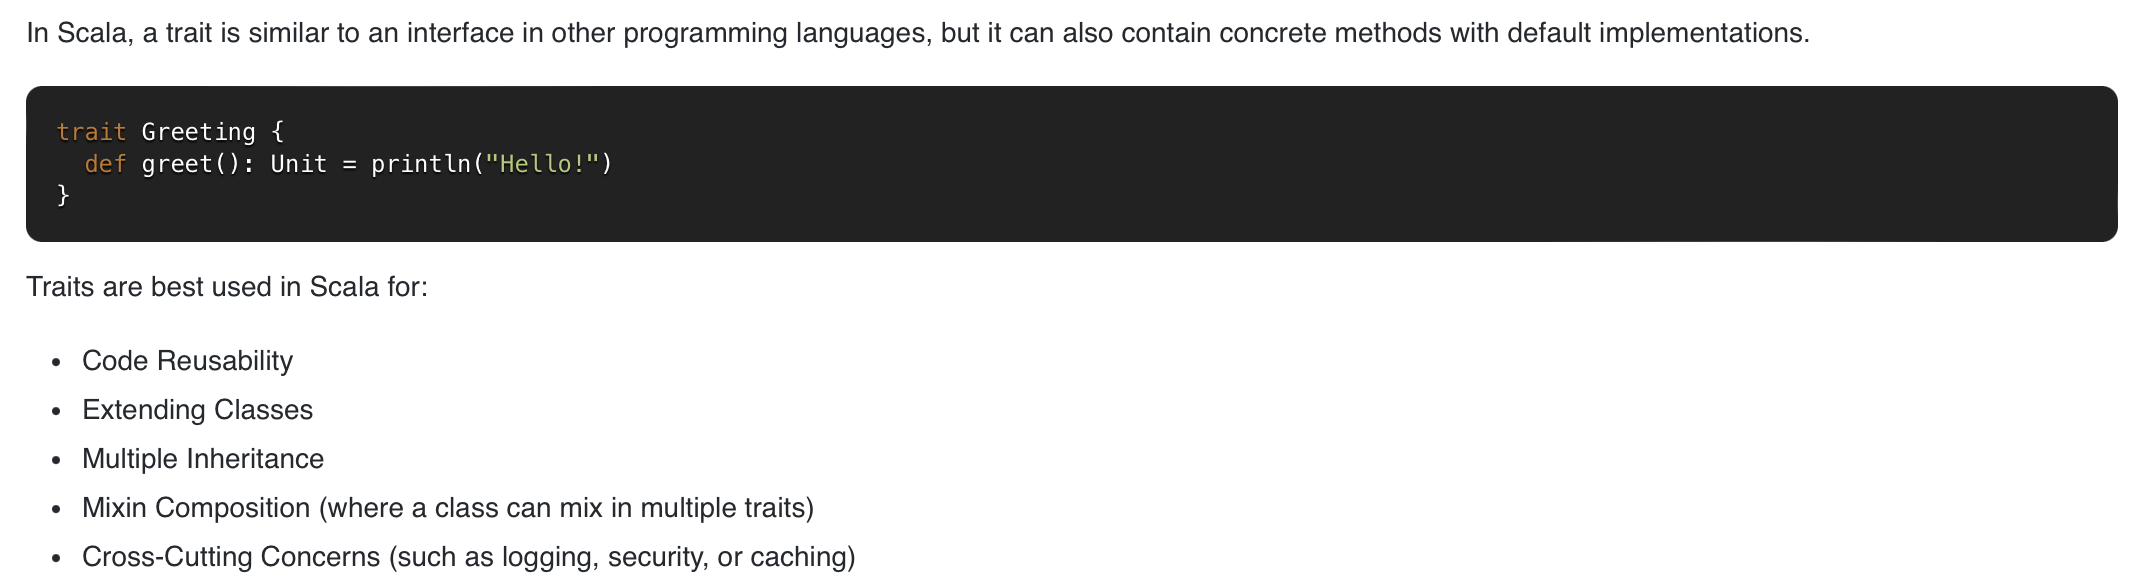 In Scala, a trait is similar to an interface in other programming languages, but it can also contain concrete methods with default implementations.
trait Greeting {
  def greet(): Unit = println("Hello!")
}
Traits are best used in Scala for:
• Code Reusability
• Extending Classes
• Multiple Inheritance
• Mixin Composition (where a class can mix in multiple traits)
• Cross-Cutting Concerns (such as logging, security, or caching)